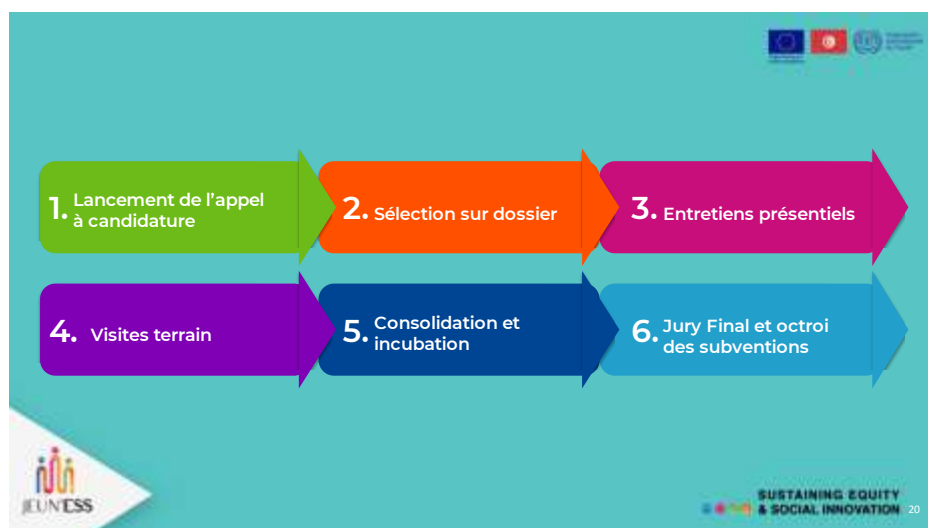 1. Lancement de l'appel
à candidature
2. Sélection sur dossier
3. Entretiens présentiels
4. Visites terrain
5. Consolidation et
incubation
6. Jury Final et octroi
des subventions
JEUN'ESS
SUSTAINING EQUITY
& SOCIAL INNOVATION 20